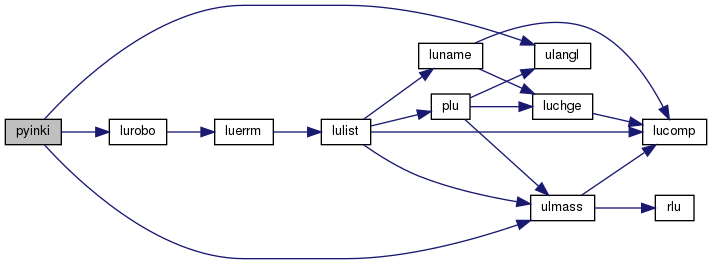 pyinki
lurobo
luerrm
lulist
luname
plu
ulangl
luchge
ulmass
lucomp
rlu